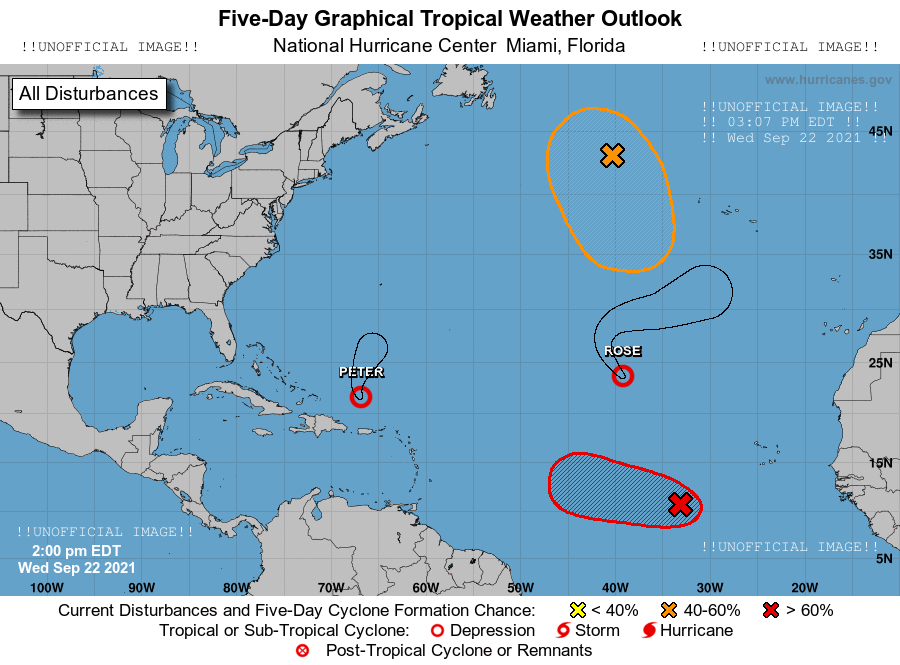 Five-Day Graphical Tropical Weather Outlook
!!UNOFFICIAL IMAGE!! National Hurricane Center Miami, Florida !!UNOFFICIAL IMAGE!!
www.hurricanes.gov
All Disturbances
!!UNOFFICIAL IMAGE!!
!! 03:07 PM EDT !!
!! Wed Sep 22 2021 !!
45N
35N
ROSE
25N
PETER
15N
!!UNOFFICIAL IMAGE!!
!!UNOFFICIAL IMAGE!!
2:00 pm EDT
5N
Wed Sep 22 2021
100W 90W 80W 70W 60W 50W 40W 30W 20W
Current Disturbances and Five-Day Cyclone Formation Chance: < 40% 40-60% > 60%
Tropical or Sub-Tropical Cyclone: Depression Storm Hurricane
Post-Tropical Cyclone or Remnants